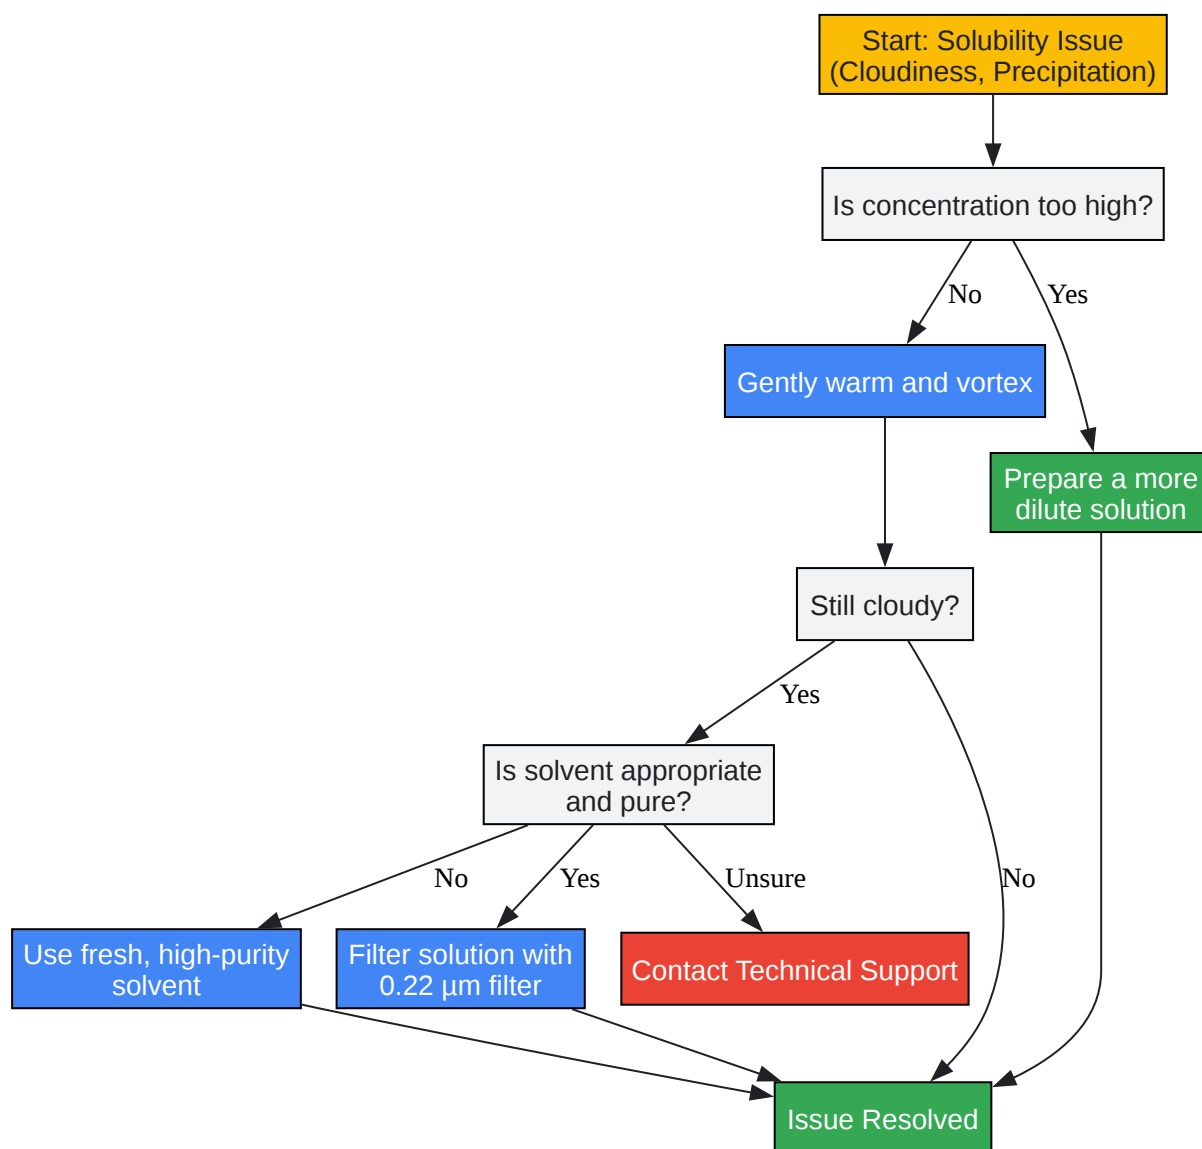 Start: Solubility Issue
(Cloudiness, Precipitation)
Is concentration too high?
No
Yes
Gently warm and vortex
Prepare a more
dilute solution
Still cloudy?
Yes
Is solvent appropriate
and pure?
No
Yes
Unsure
No
Use fresh, high-purity
solvent
Filter solution with
0.22 µm filter
Contact Technical Support
Issue Resolved